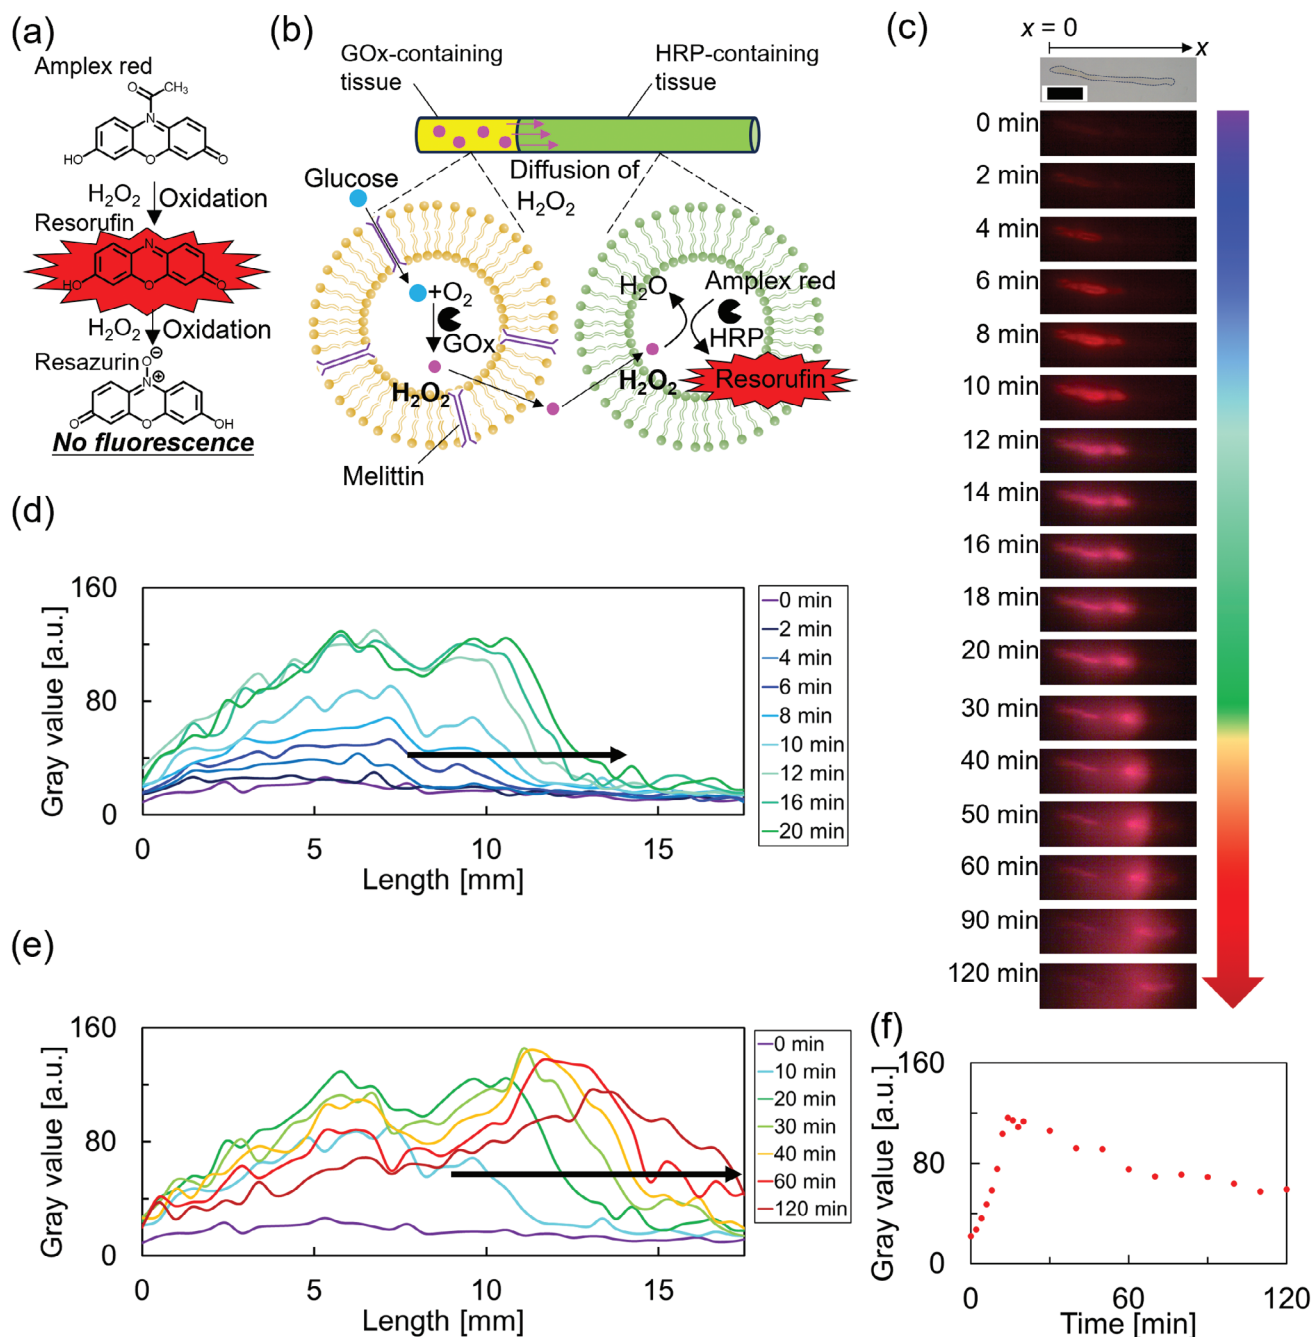 (a)
Amplex red
O
CH3
N
HO
O
O
H2O2
Oxidation
Resorufin
N
HO
O
O
H2O2
Oxidation
Resazurin
O⊖
N⊕
O
O
OH
No fluorescence
(b)
GOx-containing
tissue
HRP-containing
tissue
Diffusion of
H2O2
Glucose
+O2
GOx
H2O2
Melittin
H2O
Amplex red
HRP
H2O2
Resorufin
(c)
x = 0
x
0 min
2 min
4 min
6 min
8 min
10 min
12 min
14 min
16 min
18 min
20 min
30 min
40 min
50 min
60 min
90 min
120 min
(d)
Gray value [a.u.]
160
80
0
0
5
10
15
Length [mm]
0 min
2 min
4 min
6 min
8 min
10 min
12 min
16 min
20 min
(e)
Gray value [a.u.]
160
80
0
0
5
10
15
Length [mm]
0 min
10 min
20 min
30 min
40 min
60 min
120 min
(f)
Gray value [a.u.]
160
80
0
0
60
120
Time [min]